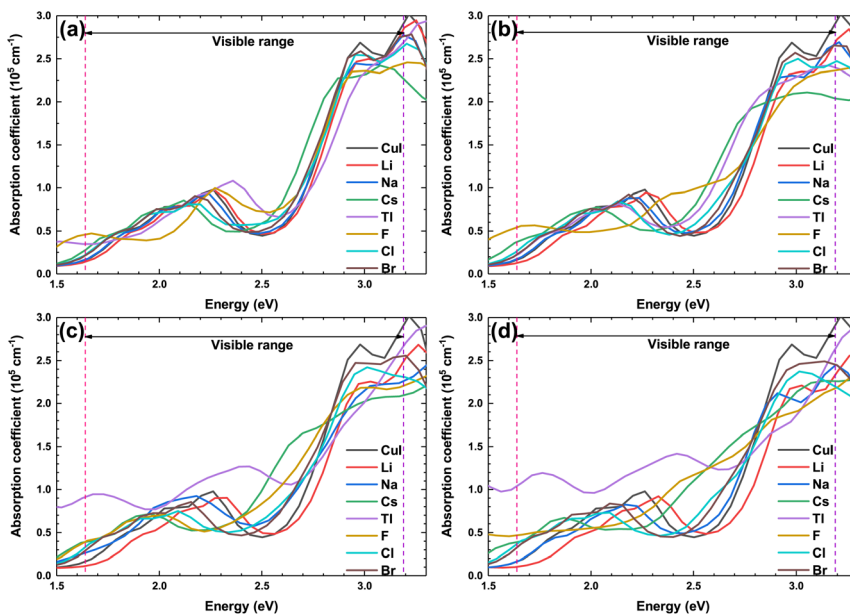 (a)
Visible range
Absorption coefficient (10⁵ cm⁻¹)
3.0
2.5
2.0
1.5
1.0
0.5
0.0
CuI
Li
Na
Cs
Tl
F
Cl
Br
1.5 2.0 2.5 3.0
Energy (eV)
(b)
Visible range
Absorption coefficient (10⁵ cm⁻¹)
3.0
2.5
2.0
1.5
1.0
0.5
0.0
CuI
Li
Na
Cs
Tl
F
Cl
Br
1.5 2.0 2.5 3.0
Energy (eV)
(c)
Visible range
Absorption coefficient (10⁵ cm⁻¹)
3.0
2.5
2.0
1.5
1.0
0.5
0.0
CuI
Li
Na
Cs
Tl
F
Cl
Br
1.5 2.0 2.5 3.0
Energy (eV)
(d)
Visible range
Absorption coefficient (10⁵ cm⁻¹)
3.0
2.5
2.0
1.5
1.0
0.5
0.0
CuI
Li
Na
Cs
Tl
F
Cl
Br
1.5 2.0 2.5 3.0
Energy (eV)